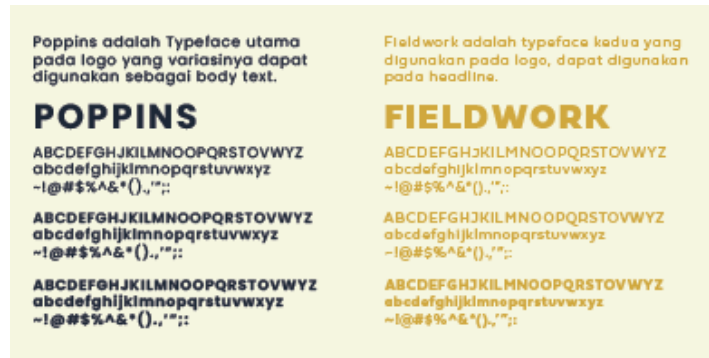 Poppins adalah Typeface utama
pada logo yang variasinya dapat
digunakan sebagai body text.
POPPINS
ABCDEFGHJKILMNOOPQRSTOVWYZ
abcdefghijklmnopqrstuvwxyz
~!@#$%^&*().,'";:
ABCDEFGHJKILMNOOPQRSTOVWYZ
abcdefghijklmnopqrstuvwxyz
~!@#$%^&*().,'";:
ABCDEFGHJKILMNOOPQRSTOVWYZ
abcdefghijklmnopqrstuvwxyz
~!@#$%^&*().,'";:
Fieldwork adalah typeface kedua yang
digunakan pada logo, dapat digunakan
pada headline.
FIELDWORK
ABCDEFGHJKILMNOOPQRSTOVWYZ
abcdefghijklmnopqrstuvwxyz
~!@#$%^&*().,'";:
ABCDEFGHJKILMNOOPQRSTOVWYZ
abcdefghijklmnopqrstuvwxyz
~!@#$%^&*().,'";:
ABCDEFGHJKILMNOOPQRSTOVWYZ
abcdefghijklmnopqrstuvwxyz
~!@#$%^&*().,'";: